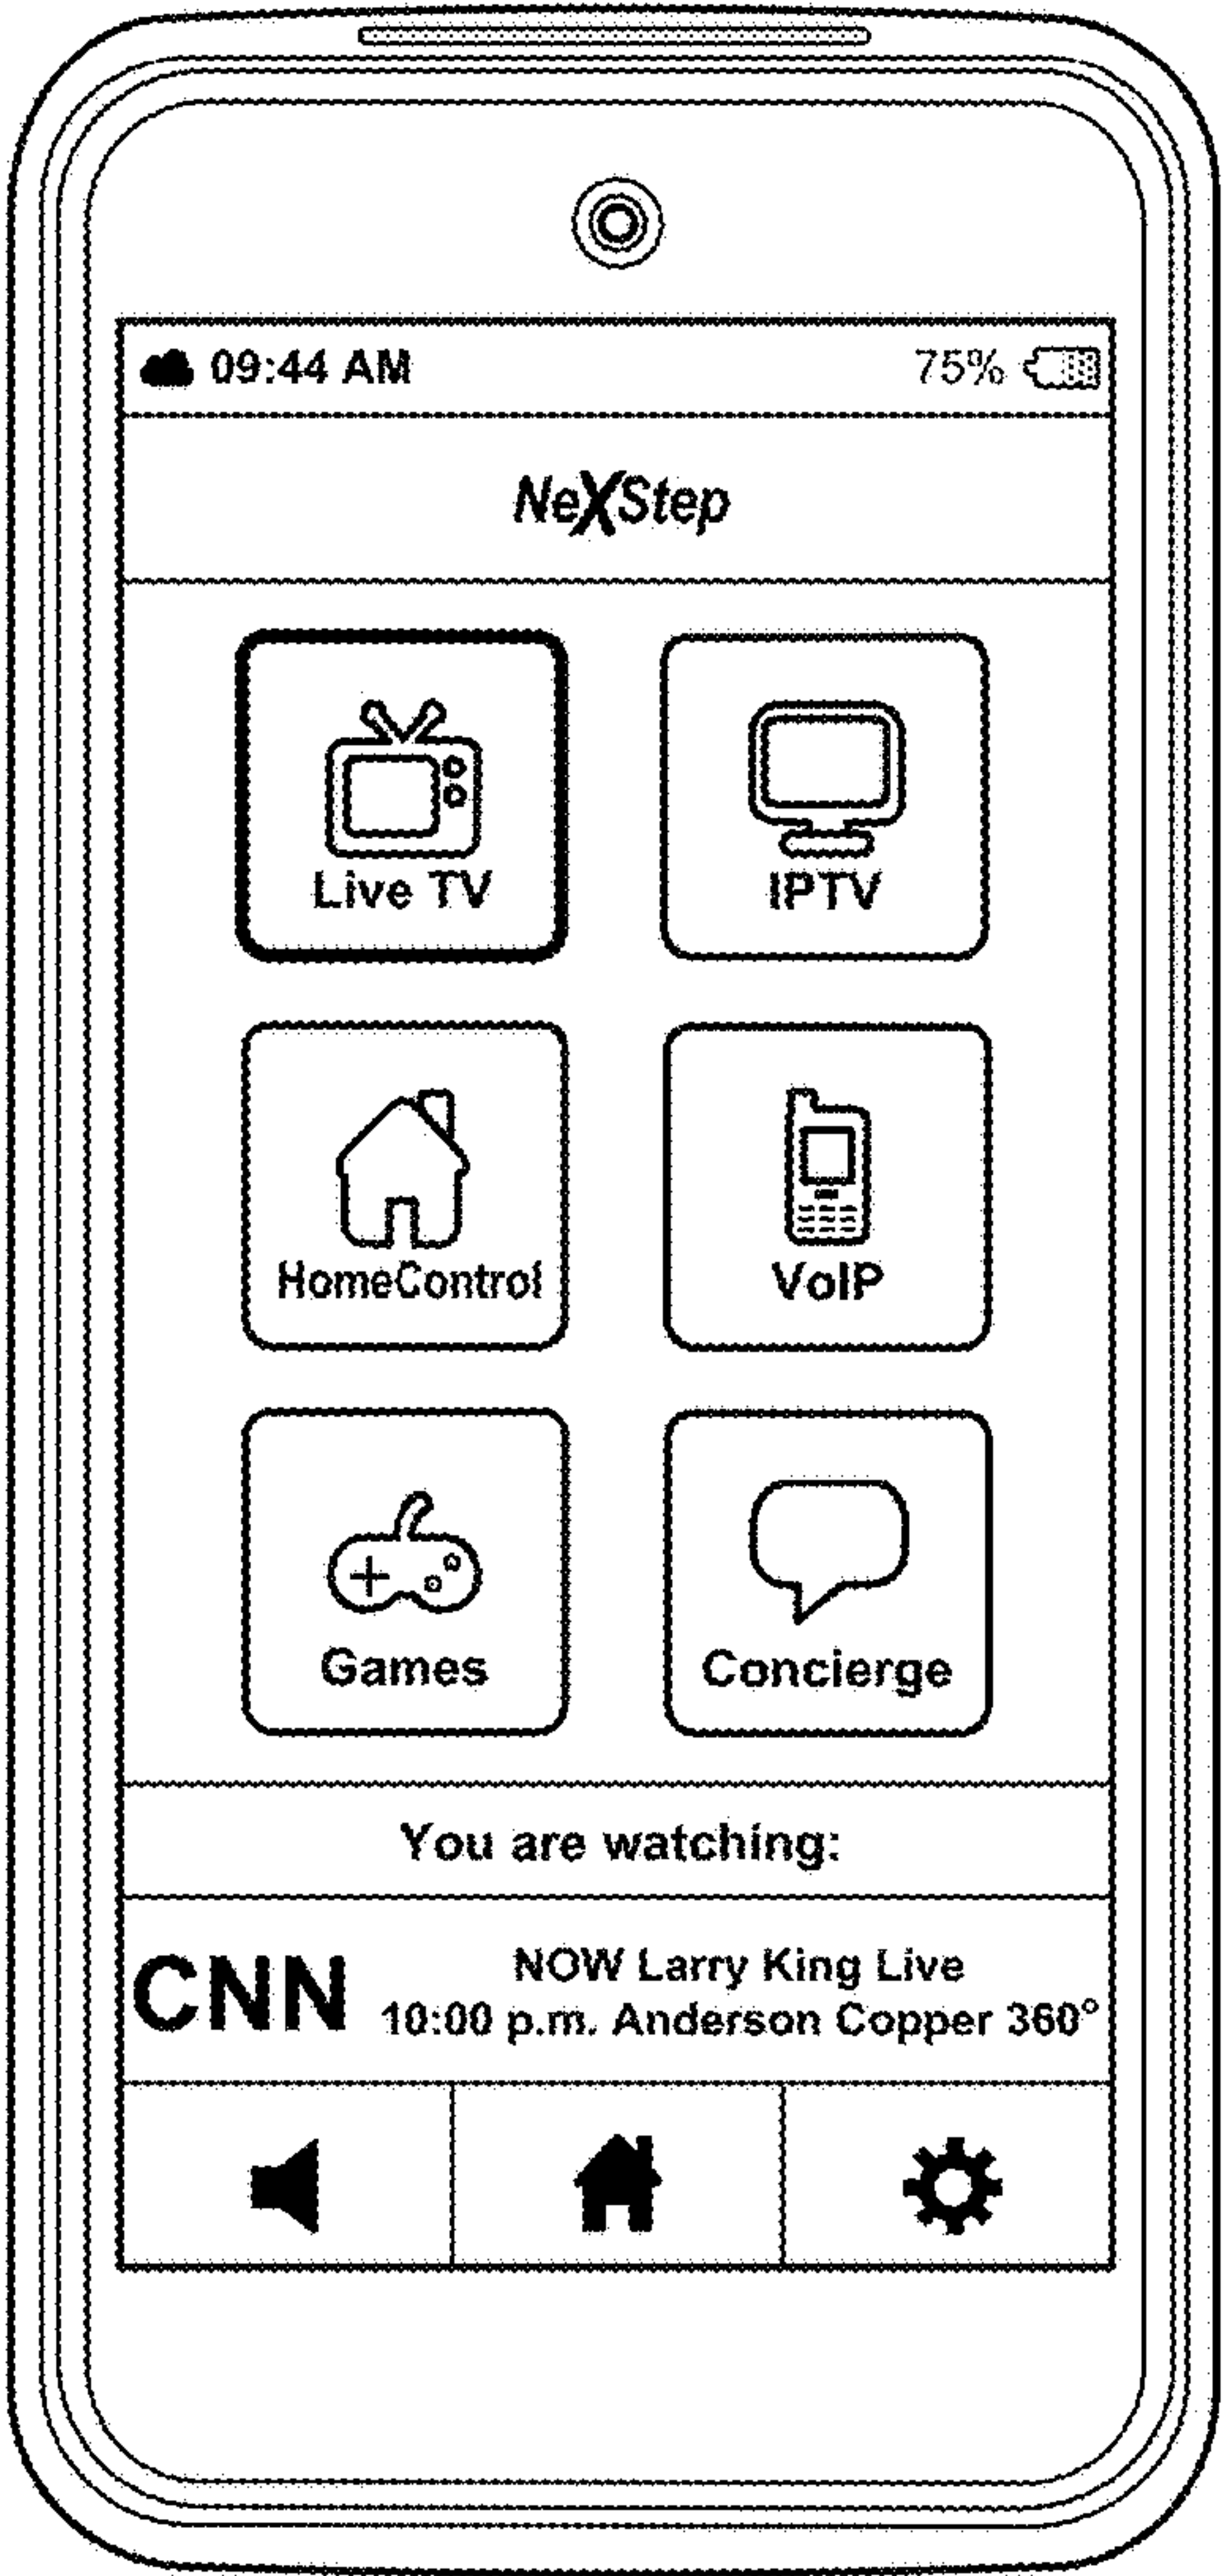 09:44 AM 75%
NeXStep
Live TV IPTV
HomeControl VoIP
Games Concierge
You are watching:
CNN NOW Larry King Live
10:00 p.m. Anderson Copper 360°